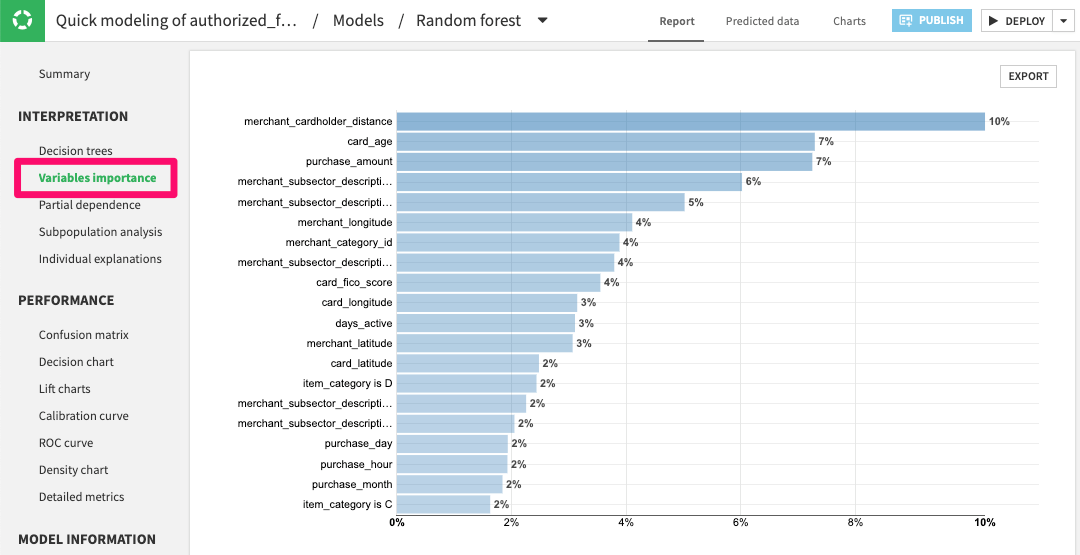 Quick modeling of authorized_f... / Models / Random forest
Report Predicted data Charts PUBLISH DEPLOY
Summary
INTERPRETATION
Decision trees
Variables importance
Partial dependence
Subpopulation analysis
Individual explanations
PERFORMANCE
Confusion matrix
Decision chart
Lift charts
Calibration curve
ROC curve
Density chart
Detailed metrics
MODEL INFORMATION
EXPORT
merchant_cardholder_distance 10%
card_age 7%
purchase_amount 7%
merchant_subsector_descripti... 6%
merchant_subsector_descripti... 5%
merchant_longitude 4%
merchant_category_id 4%
merchant_subsector_descripti... 4%
card_fico_score 4%
card_longitude 3%
days_active 3%
merchant_latitude 3%
card_latitude 2%
item_category is D 2%
merchant_subsector_descripti... 2%
merchant_subsector_descripti... 2%
purchase_day 2%
purchase_hour 2%
purchase_month 2%
item_category is C 2%
0% 2% 4% 6% 8% 10%